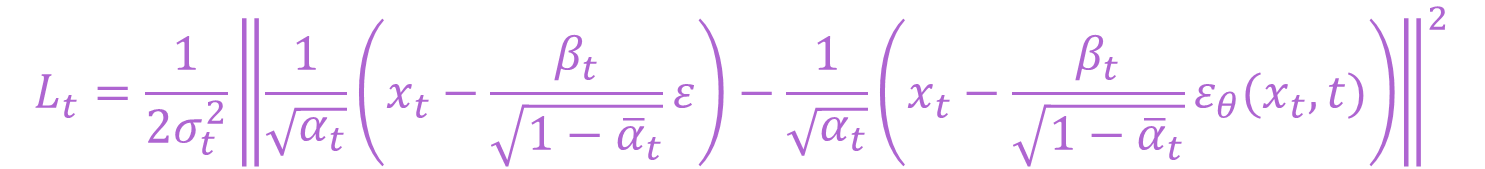 L_t = \frac{1}{2\sigma_t^2} \left\| \frac{1}{\sqrt{\alpha_t}} \left( x_t - \frac{\beta_t}{\sqrt{1 - \bar{\alpha}_t}} \varepsilon \right) - \frac{1}{\sqrt{\alpha_t}} \left( x_t - \frac{\beta_t}{\sqrt{1 - \bar{\alpha}_t}} \varepsilon_\theta(x_t, t) \right) \right\|^2